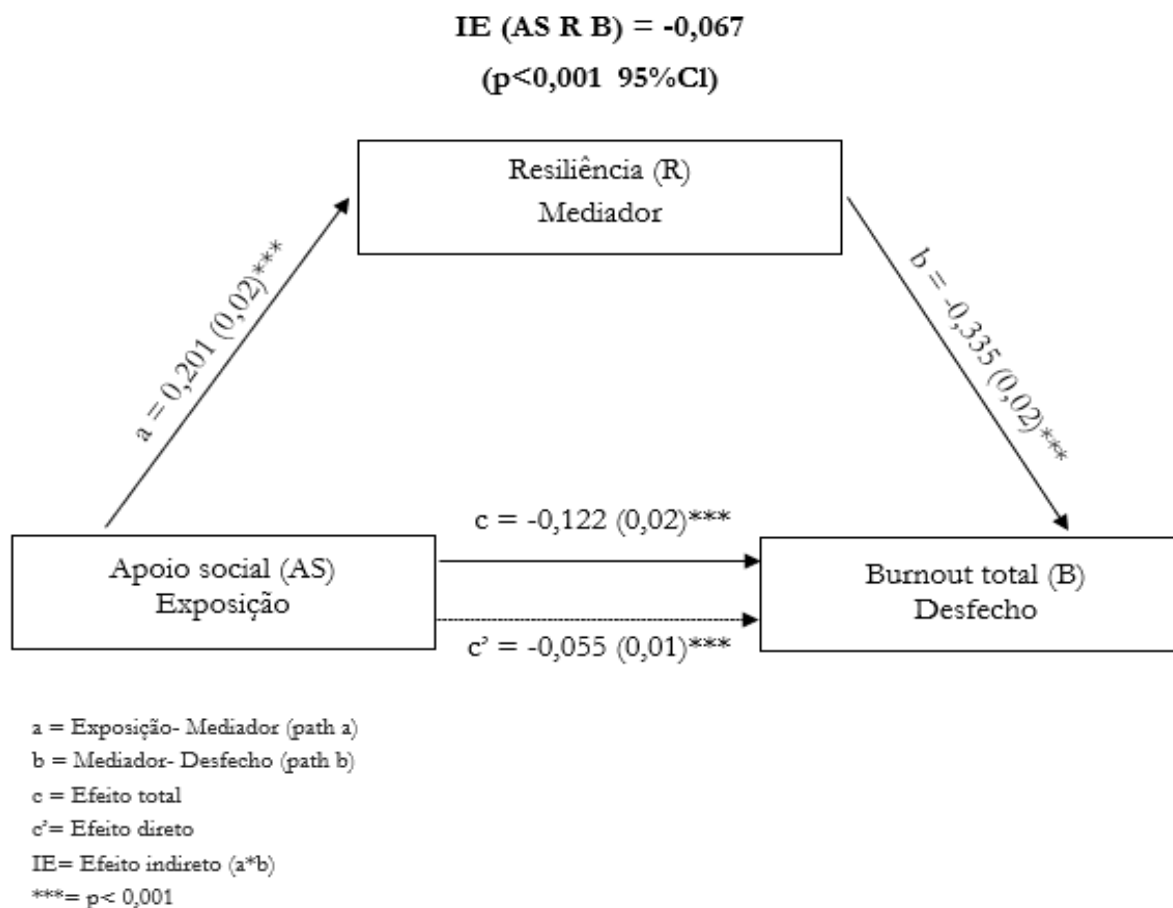 IE (AS R B) = -0,067
(p<0,001 95%Cl)
Resiliência (R)
Mediador
a = 0,201 (0,02)***
b = -0,335 (0,02)***
c = -0,122 (0,02)***
Apoio social (AS)
Exposição
Burnout total (B)
Desfecho
c’ = -0,055 (0,01)***
a = Exposição- Mediador (path a)
b = Mediador- Desfecho (path b)
c = Efeito total
c’= Efeito direto
IE= Efeito indireto (a*b)
***= p< 0,001